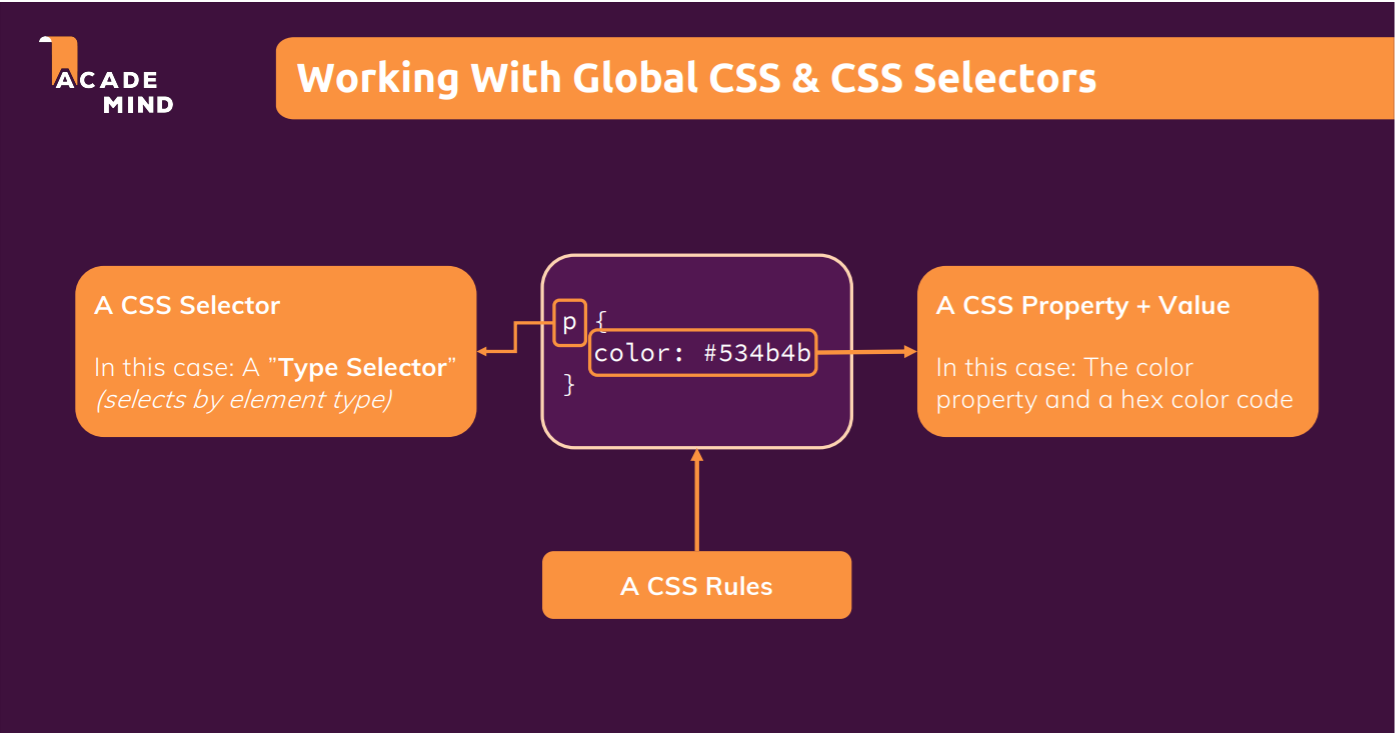 ACADE
MIND
Working With Global CSS & CSS Selectors
A CSS Selector
In this case: A ”Type Selector”
(selects by element type)
p {
color: #534b4b
}
A CSS Property + Value
In this case: The color
property and a hex color code
A CSS Rules